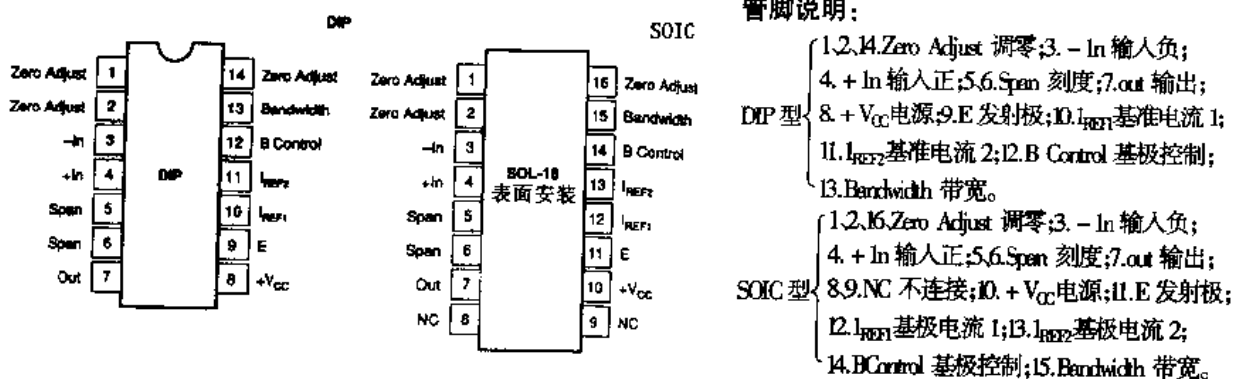 DIP
Zero Adjust 1
Zero Adjust 2
–In 3
+In 4
Span 5
Span 6
Out 7
DIP
14 Zero Adjust
13 Bandwidth
12 B Control
11 IREF2
10 IREF1
9 E
8 +VCC
SOIC
Zero Adjust 1
Zero Adjust 2
–In 3
+In 4
Span 5
Span 6
Out 7
NC 8
SOL-16
表面安装
16 Zero Adjust
15 Bandwidth
14 B Control
13 IREF2
12 IREF1
11 E
10 +VCC
9 NC
管脚说明:
DIP 型
1,2,14.Zero Adjust 调零;3. – In 输入负;
4. + In 输入正;5,6.Span 刻度;7.out 输出;
8. + VCC电源;9.E 发射极;10.IREF1基准电流 1;
11.IREF2基准电流 2;12.B Control 基极控制;
13.Bandwidth 带宽。
SOIC 型
1,2,16.Zero Adjust 调零;3. – In 输入负;
4. + In 输入正;5,6.Span 刻度;7.out 输出;
8,9.NC 不连接;10. + VCC电源;11.E 发射极;
12.IREF1基极电流 1;13.IREF2基极电流 2;
14.BControl 基极控制;15.Bandwidth 带宽。